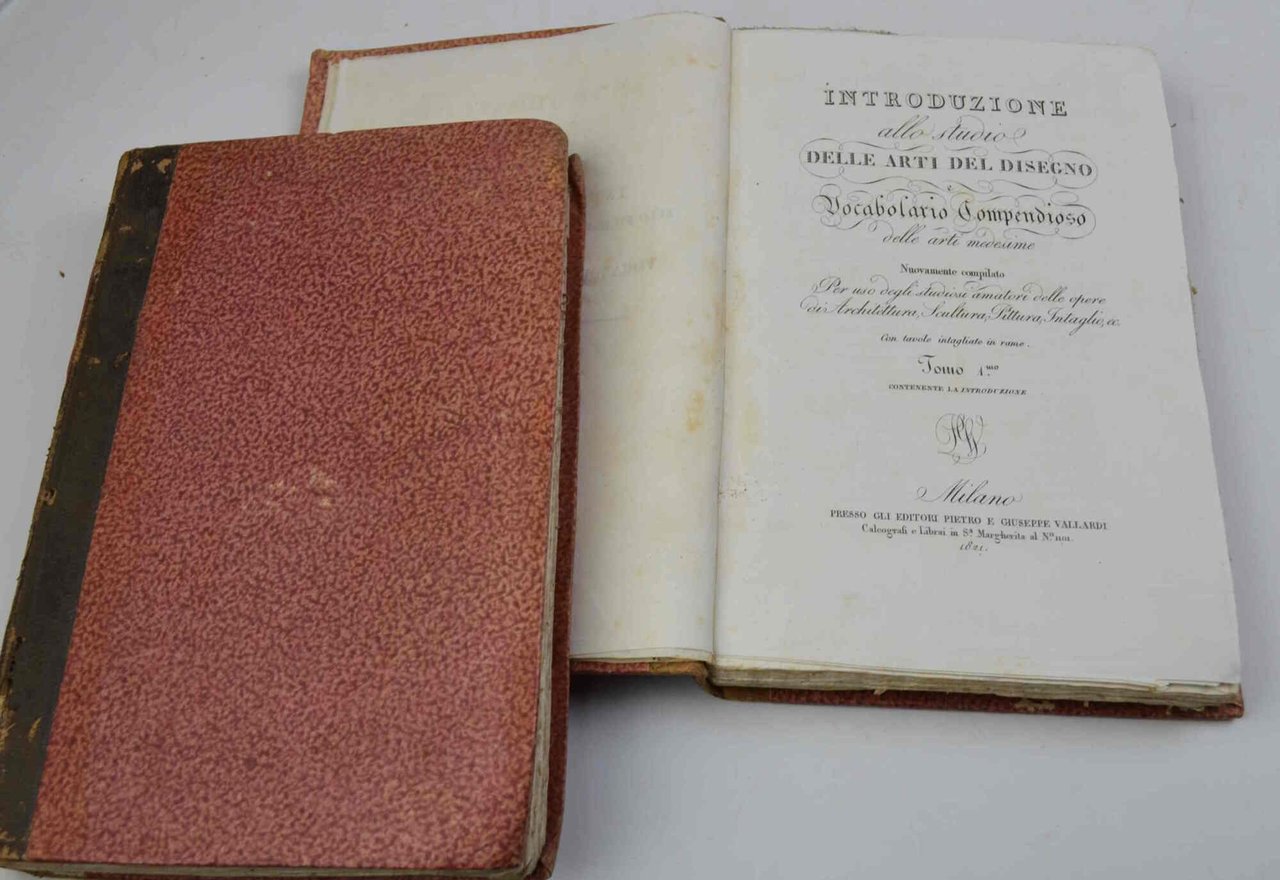 INTRODUZIONE
allo studio
DELLE ARTI DEL DISEGNO
e
Vocabolario Compendioso
delle arti medesime
Nuovamente compilato
Per uso degli studiosi amatori delle opere
di Architettura, Scultura, Pittura, Intaglio, ec.
Con tavole intagliate in rame.
Tomo 1.mo
CONTENENTE LA INTRODUZIONE
Milano
PRESSO GLI EDITORI PIETRO E GIUSEPPE VALLARDI
Calcografi e Librai in S.a Margherita al N.o 1101.
1821.